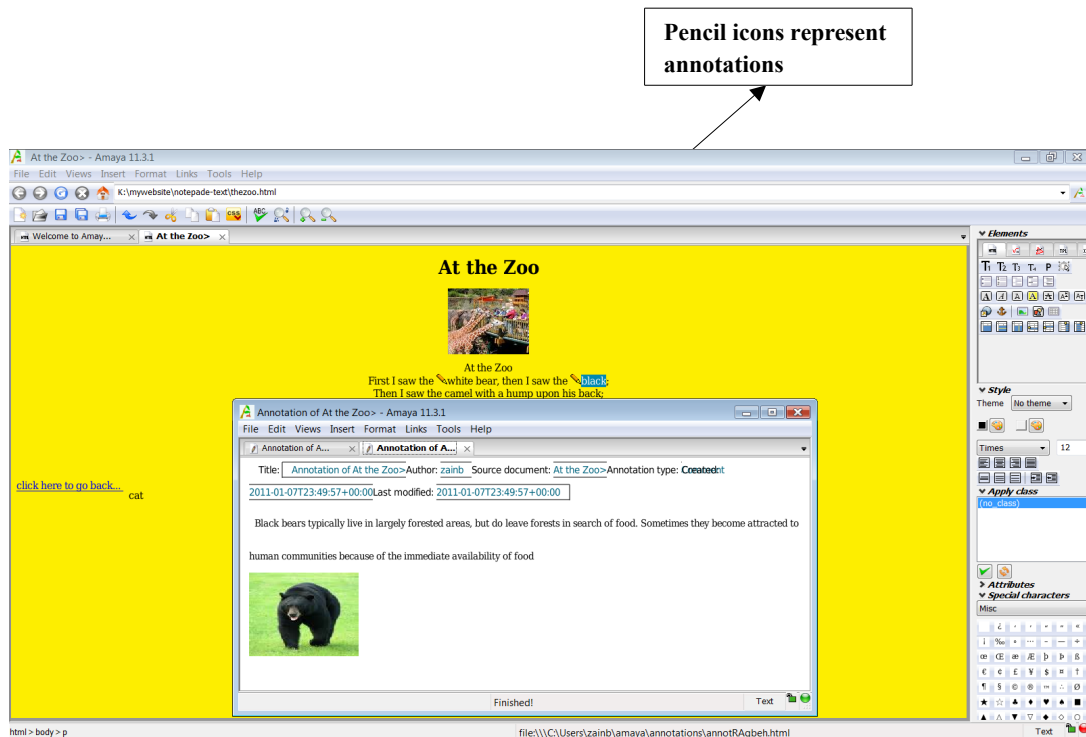 Pencil icons represent
annotations
At the Zoo> - Amaya 11.3.1
File Edit Views Insert Format Links Tools Help
K:\mywebsite\notepade-text\thezoo.html
Welcome to Amay...
At the Zoo>
At the Zoo
At the Zoo
First I saw the white bear, then I saw the black;
Then I saw the camel with a hump upon his back;
click here to go back...
cat
Annotation of At the Zoo> - Amaya 11.3.1
File Edit Views Insert Format Links Tools Help
Annotation of A...
Annotation of A...
Title: Annotation of At the Zoo>Author: zainb Source document: At the Zoo>Annotation type: Created:
2011-01-07T23:49:57+00:00Last modified: 2011-01-07T23:49:57+00:00
Black bears typically live in largely forested areas, but do leave forests in search of food. Sometimes they become attracted to
human communities because of the immediate availability of food
Finished!
Text
Elements
T1 T2 T3 T4 P
Style
Theme No theme
Times 12
Apply class
(no_class)
Attributes
Special characters
Misc
html > body > p
file:\\\C:\Users\zainb\amaya\annotations\annotRAqbeh.html
Text